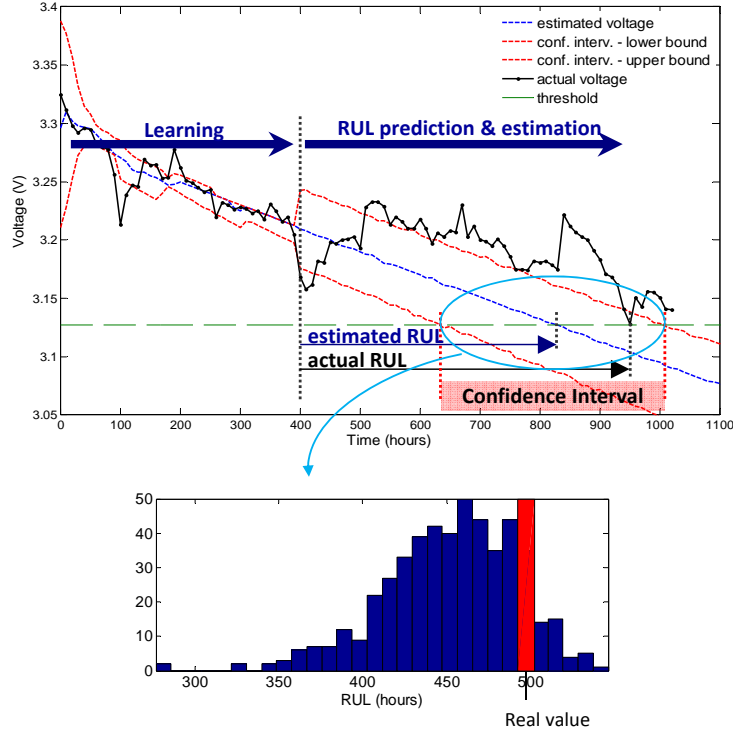 3.4
3.35
3.3
3.25
3.2
3.15
3.1
3.05
Voltage (V)
estimated voltage
conf. interv. - lower bound
conf. interv. - upper bound
actual voltage
threshold
Learning
RUL prediction & estimation
estimated RUL
actual RUL
Confidence Interval
0 100 200 300 400 500 600 700 800 900 1000 1100
Time (hours)
50
40
30
20
10
0
300 350 400 450 500
RUL (hours)
Real value